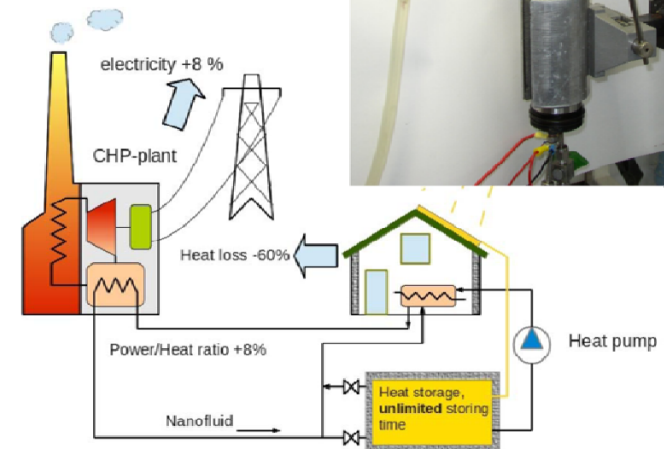 electricity +8 %
CHP-plant
Heat loss -60%
Power/Heat ratio +8%
Heat pump
Heat storage,
unlimited storing
time
Nanofluid